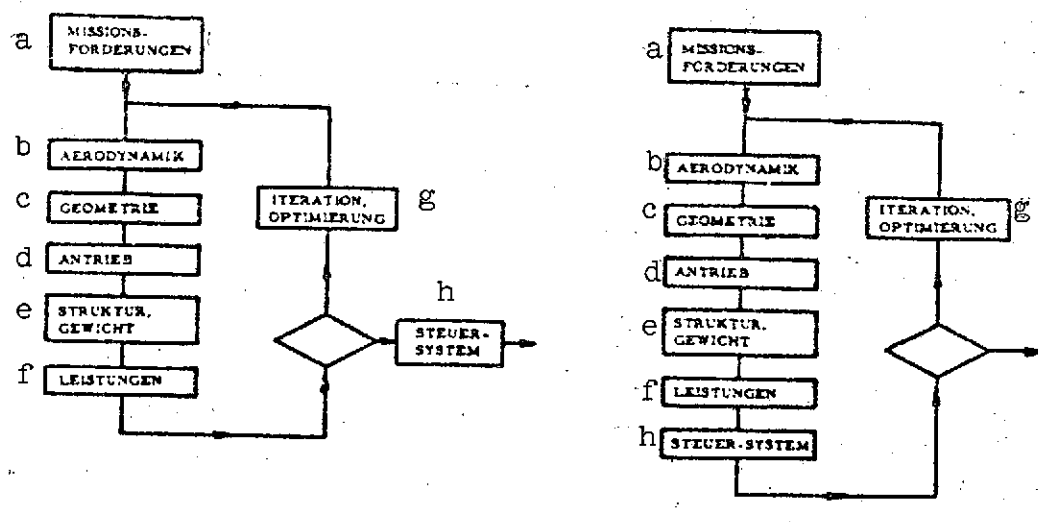 a
MISSIONS-
FORDERUNGEN
b
AERODYNAMIK
c
GEOMETRIE
d
ANTRIEB
e
STRUKTUR,
GEWICHT
f
LEISTUNGEN
ITERATION,
OPTIMIERUNG
g
h
STEUER-
SYSTEM
a
MISSIONS-
FORDERUNGEN
b
AERODYNAMIK
c
GEOMETRIE
d
ANTRIEB
e
STRUKTUR,
GEWICHT
f
LEISTUNGEN
h
STEUER-SYSTEM
ITERATION,
OPTIMIERUNG
g